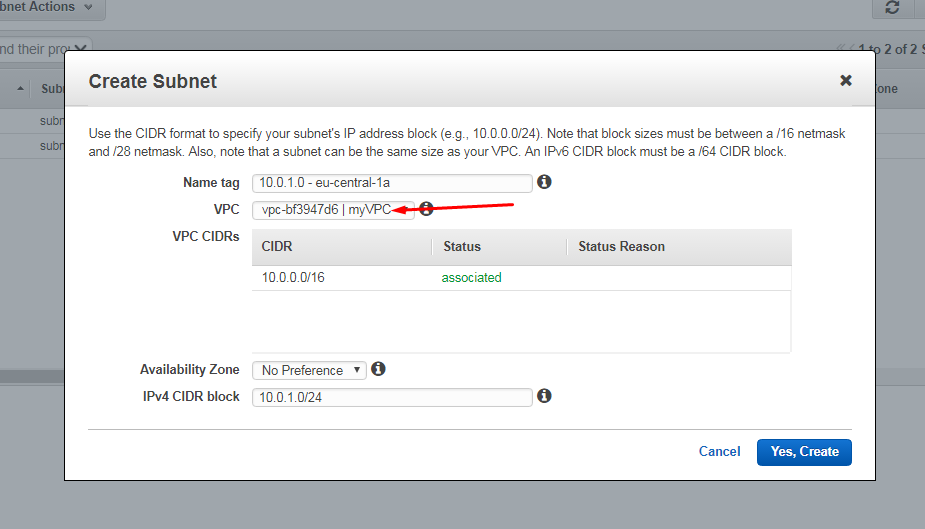 bnet Actions
nd their pro
1 to 2 of 2 S
Sub
one
subn
subn
Create Subnet
Use the CIDR format to specify your subnet's IP address block (e.g., 10.0.0.0/24). Note that block sizes must be between a /16 netmask
and /28 netmask. Also, note that a subnet can be the same size as your VPC. An IPv6 CIDR block must be a /64 CIDR block.
Name tag 10.0.1.0 - eu-central-1a
VPC vpc-bf3947d6 | myVPC
VPC CIDRs
CIDR Status Status Reason
10.0.0.0/16 associated
Availability Zone No Preference
IPv4 CIDR block 10.0.1.0/24
Cancel Yes, Create